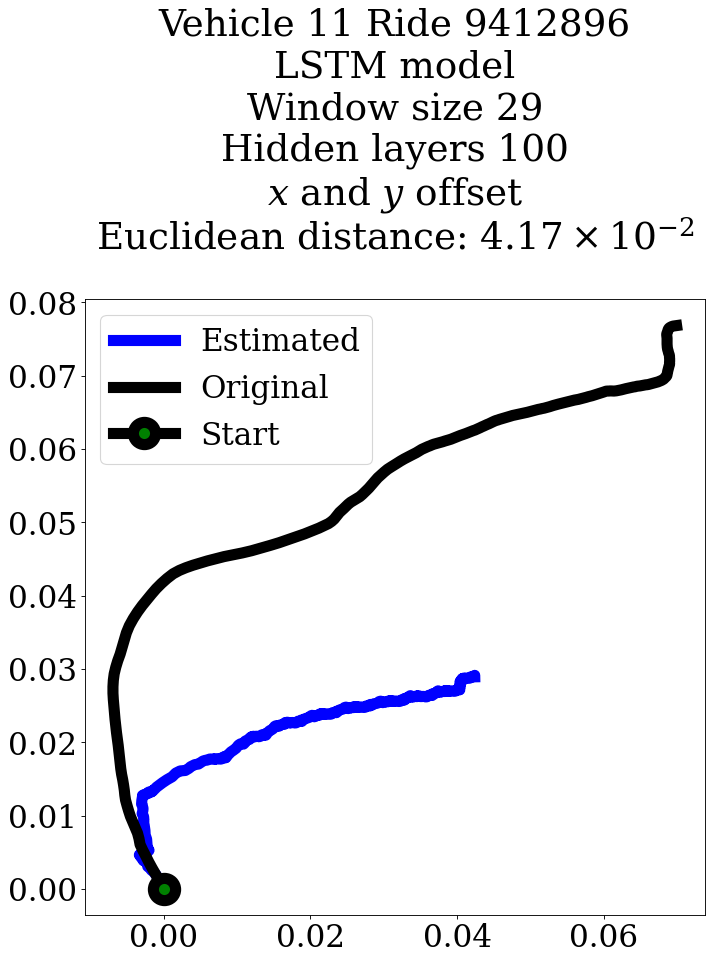 Vehicle 11 Ride 9412896
LSTM model
Window size 29
Hidden layers 100
x and y offset
Euclidean distance: 4.17 × 10⁻²
0.08
0.07
0.06
0.05
0.04
0.03
0.02
0.01
0.00
Estimated
Original
Start
0.00 0.02 0.04 0.06